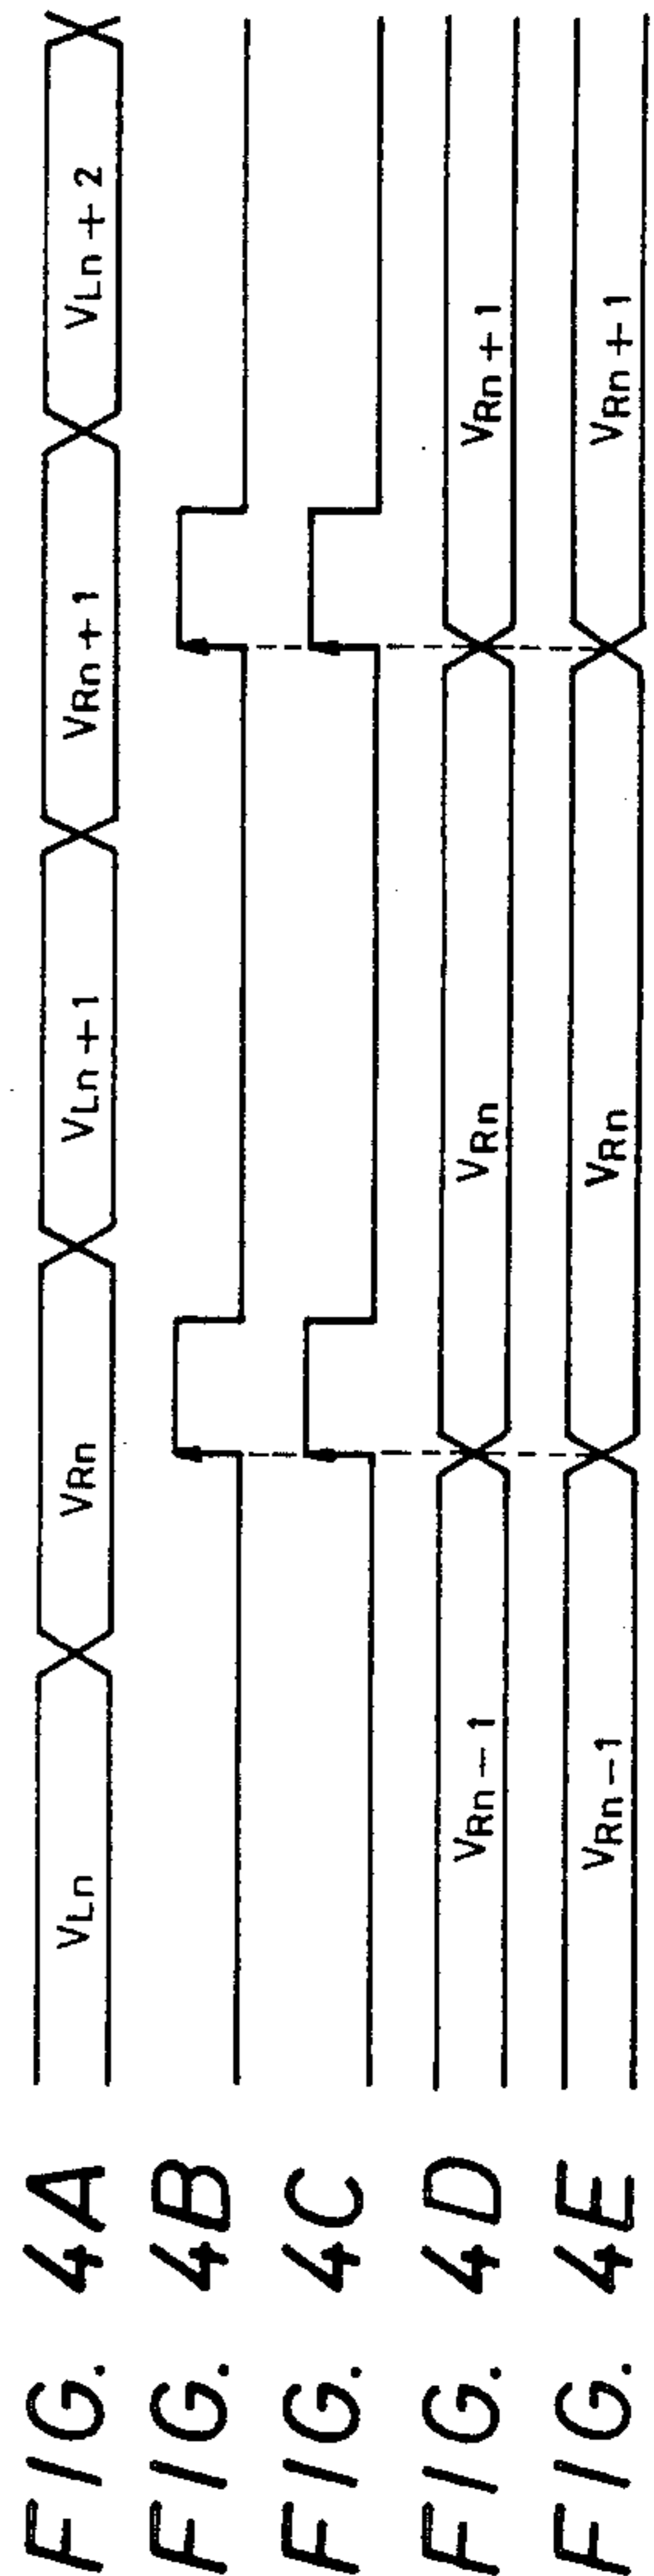 FIG. 4A VLn VRn VLn+1 VRn+1 VLn+2
FIG. 4B
FIG. 4C
FIG. 4D VRn-1 VRn VRn+1
FIG. 4E VRn-1 VRn VRn+1